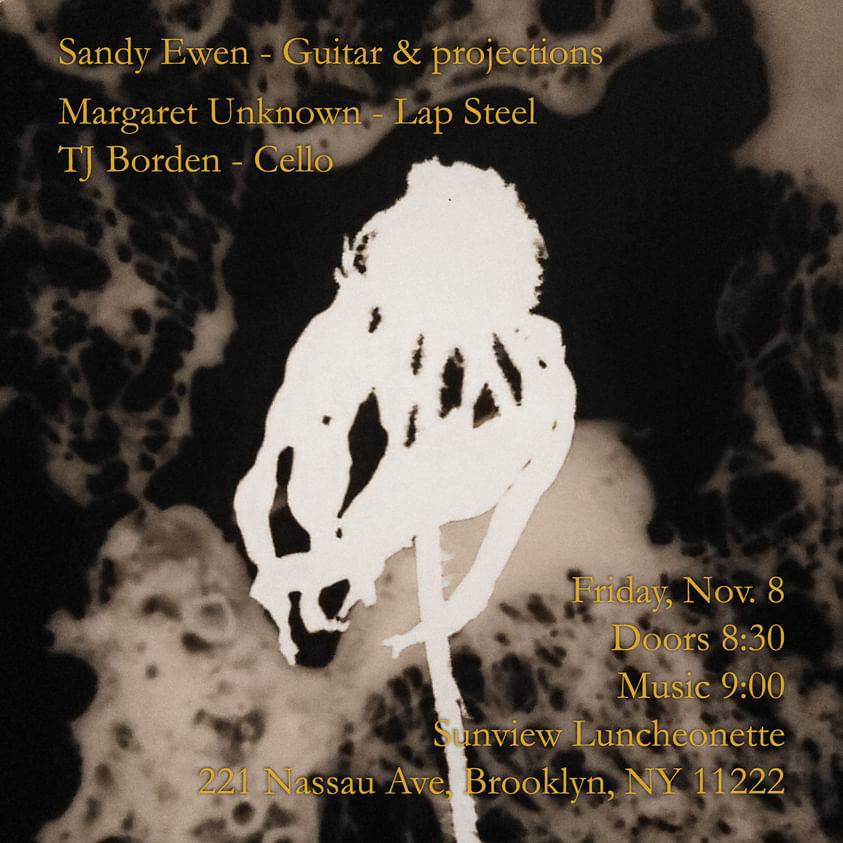 Sandy Ewen - Guitar & projections
Margaret Unknown - Lap Steel
TJ Borden - Cello
Friday, Nov. 8
Doors 8:30
Music 9:00
Sunview Luncheonette
221 Nassau Ave, Brooklyn, NY 11222